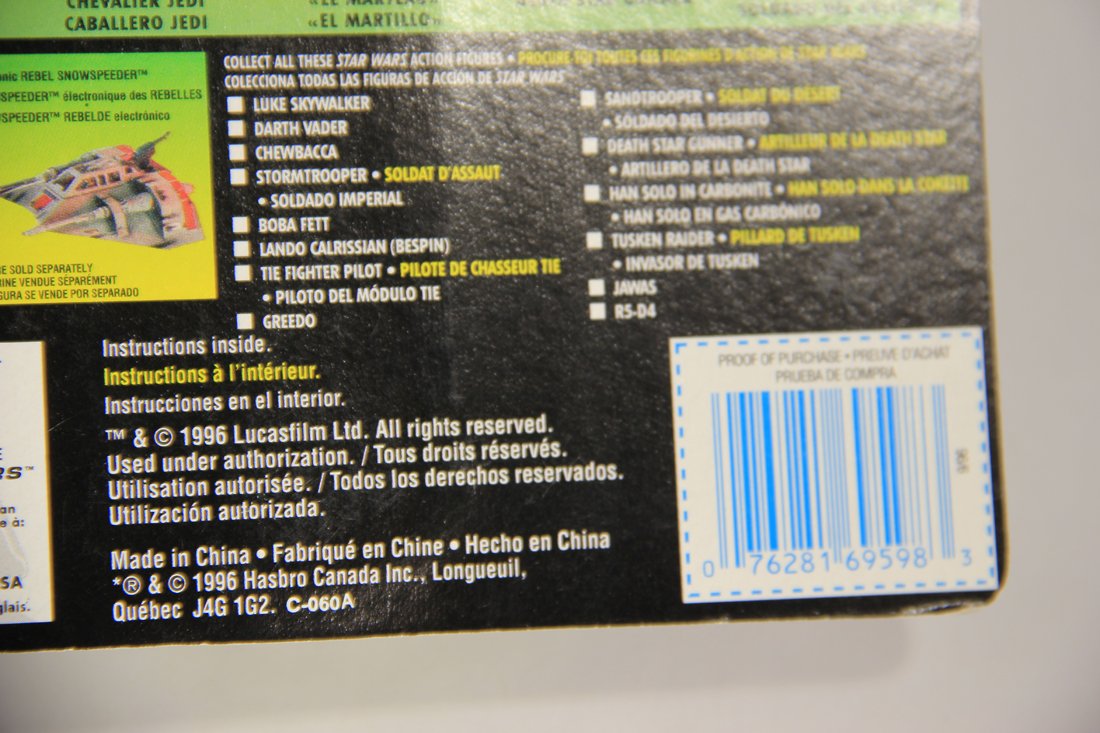 CHEVALIER JEDI
CABALLERO JEDI
«EL MARTILLO»
COLLECT ALL THESE STAR WARS ACTION FIGURES • PROCURE-TOI TOUTES CES FIGURINES D'ACTION DE STAR WARS
COLECCIONA TODAS LAS FIGURAS DE ACCIÓN DE STAR WARS
REBEL SNOWSPEEDER™
SPEEDER™ électronique des REBELLES
SPEEDER™ REBELDE electrónico
SOLD SEPARATELY
VENDUE SÉPARÉMENT
SE VENDE POR SEPARADO
LUKE SKYWALKER
DARTH VADER
CHEWBACCA
STORMTROOPER • SOLDAT D'ASSAUT
• SOLDADO IMPERIAL
BOBA FETT
LANDO CALRISSIAN (BESPIN)
TIE FIGHTER PILOT • PILOTE DE CHASSEUR TIE
• PILOTO DEL MÓDULO TIE
GREEDO
SANDTROOPER • SOLDAT DU DESERT
• SOLDADO DEL DESIERTO
DEATH STAR GUNNER • ARTILLEUR DE LA DEATH STAR
• ARTILLERO DE LA DEATH STAR
HAN SOLO IN CARBONITE • HAN SOLO DANS LA
• HAN SOLO EN GAS CARBÓNICO
TUSKEN RAIDER • PILLARD DE TUSKEN
• INVASOR DE TUSKEN
JAWAS
R5-D4
Instructions inside.
Instructions à l'intérieur.
Instrucciones en el interior.
™ & © 1996 Lucasfilm Ltd. All rights reserved.
Used under authorization. / Tous droits réservés.
Utilisation autorisée. / Todos los derechos reservados.
Utilización autorizada.
Made in China • Fabriqué en Chine • Hecho en China
*® & © 1996 Hasbro Canada Inc., Longueuil,
Québec J4G 1G2. C-060A
PROOF OF PURCHASE • PREUVE D'ACHAT
PRUEBA DE COMPRA
0 76281 69598 3